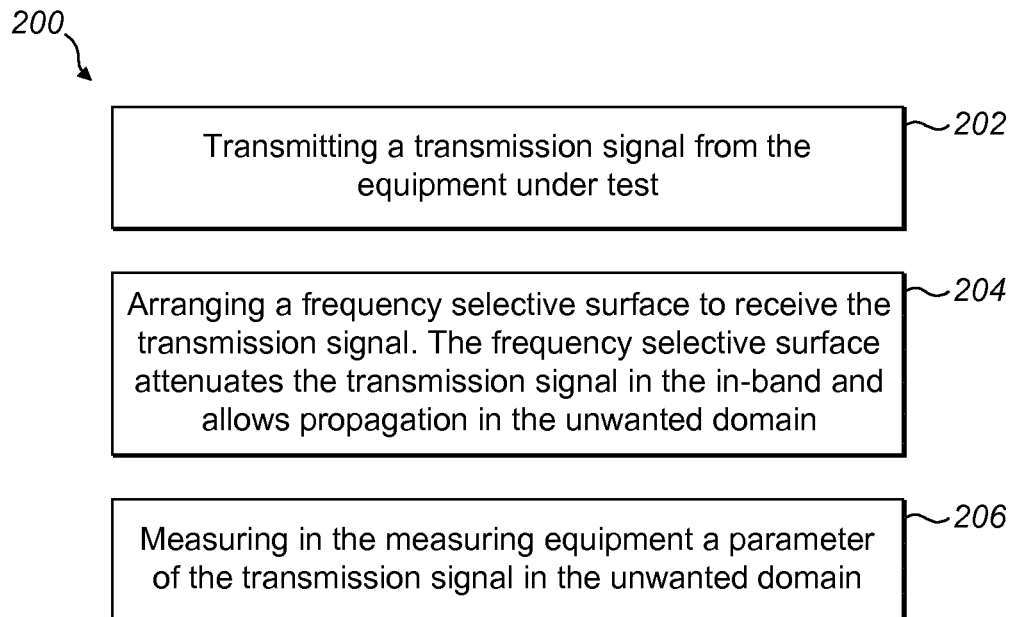 200
202
Transmitting a transmission signal from the
equipment under test
204
Arranging a frequency selective surface to receive the
transmission signal. The frequency selective surface
attenuates the transmission signal in the in-band and
allows propagation in the unwanted domain
206
Measuring in the measuring equipment a parameter
of the transmission signal in the unwanted domain